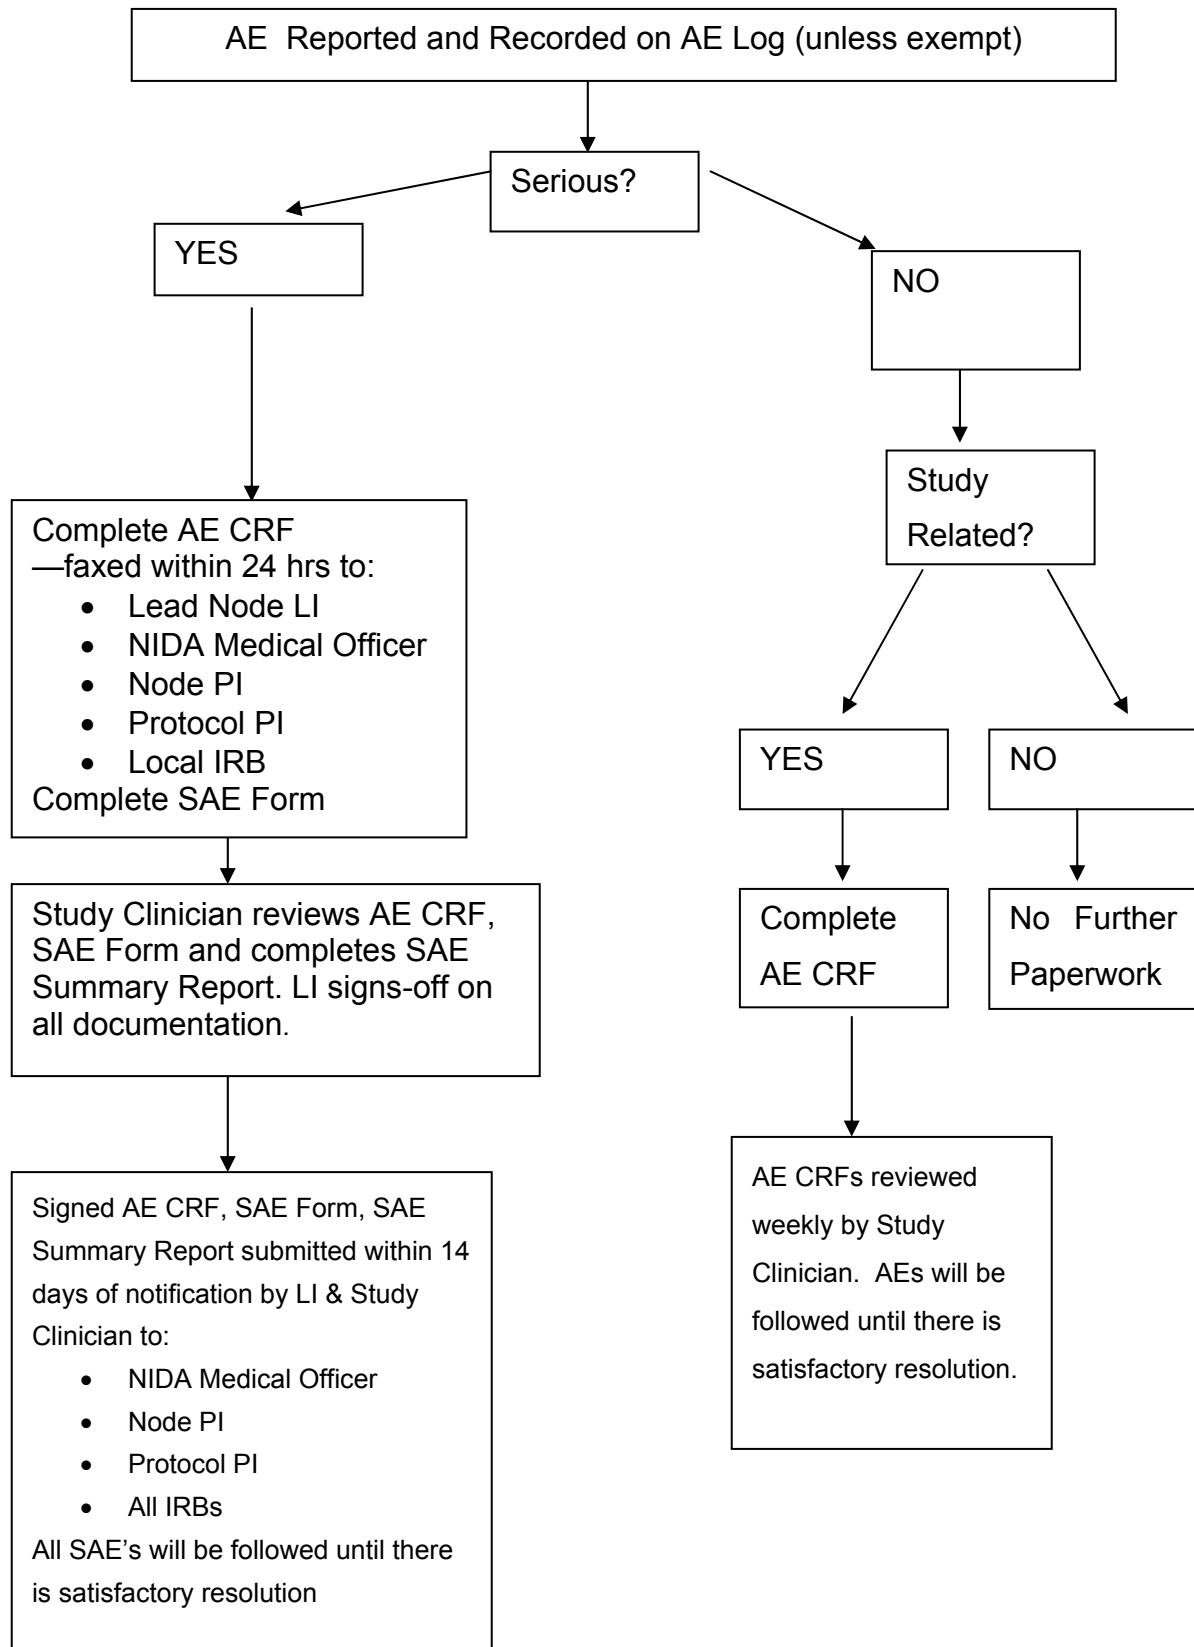 AE Reported and Recorded on AE Log (unless exempt)
Serious?
YES
NO
Study
Related?
Complete AE CRF
—faxed within 24 hrs to:
• Lead Node LI
• NIDA Medical Officer
• Node PI
• Protocol PI
• Local IRB
Complete SAE Form
YES
NO
Study Clinician reviews AE CRF,
SAE Form and completes SAE
Summary Report. LI signs-off on
all documentation.
Complete
AE CRF
No Further
Paperwork
Signed AE CRF, SAE Form, SAE
Summary Report submitted within 14
days of notification by LI & Study
Clinician to:
• NIDA Medical Officer
• Node PI
• Protocol PI
• All IRBs
All SAE’s will be followed until there
is satisfactory resolution
AE CRFs reviewed
weekly by Study
Clinician. AEs will be
followed until there is
satisfactory resolution.